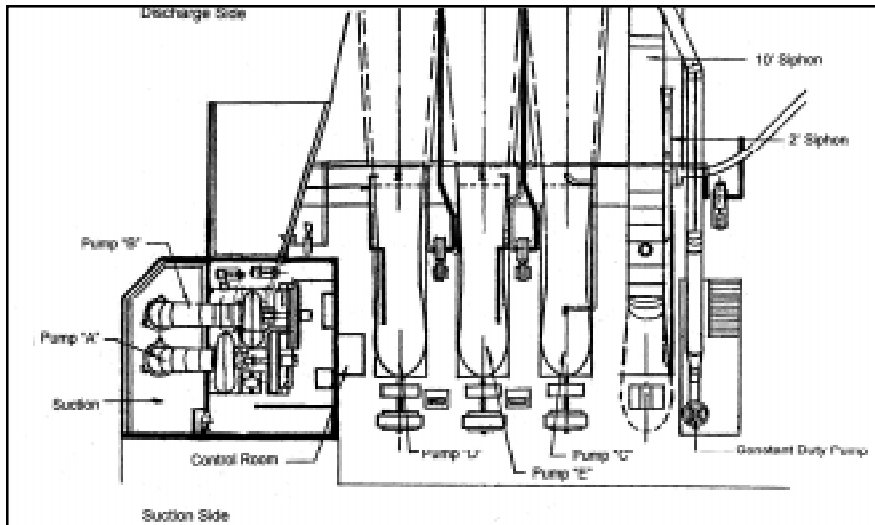 Discharge Side
10' Siphon
2' Siphon
Pump "B"
Pump "A"
Suction
Control Room
Pump "D"
Pump "E"
Pump "C"
Constant Duty Pump
Suction Side